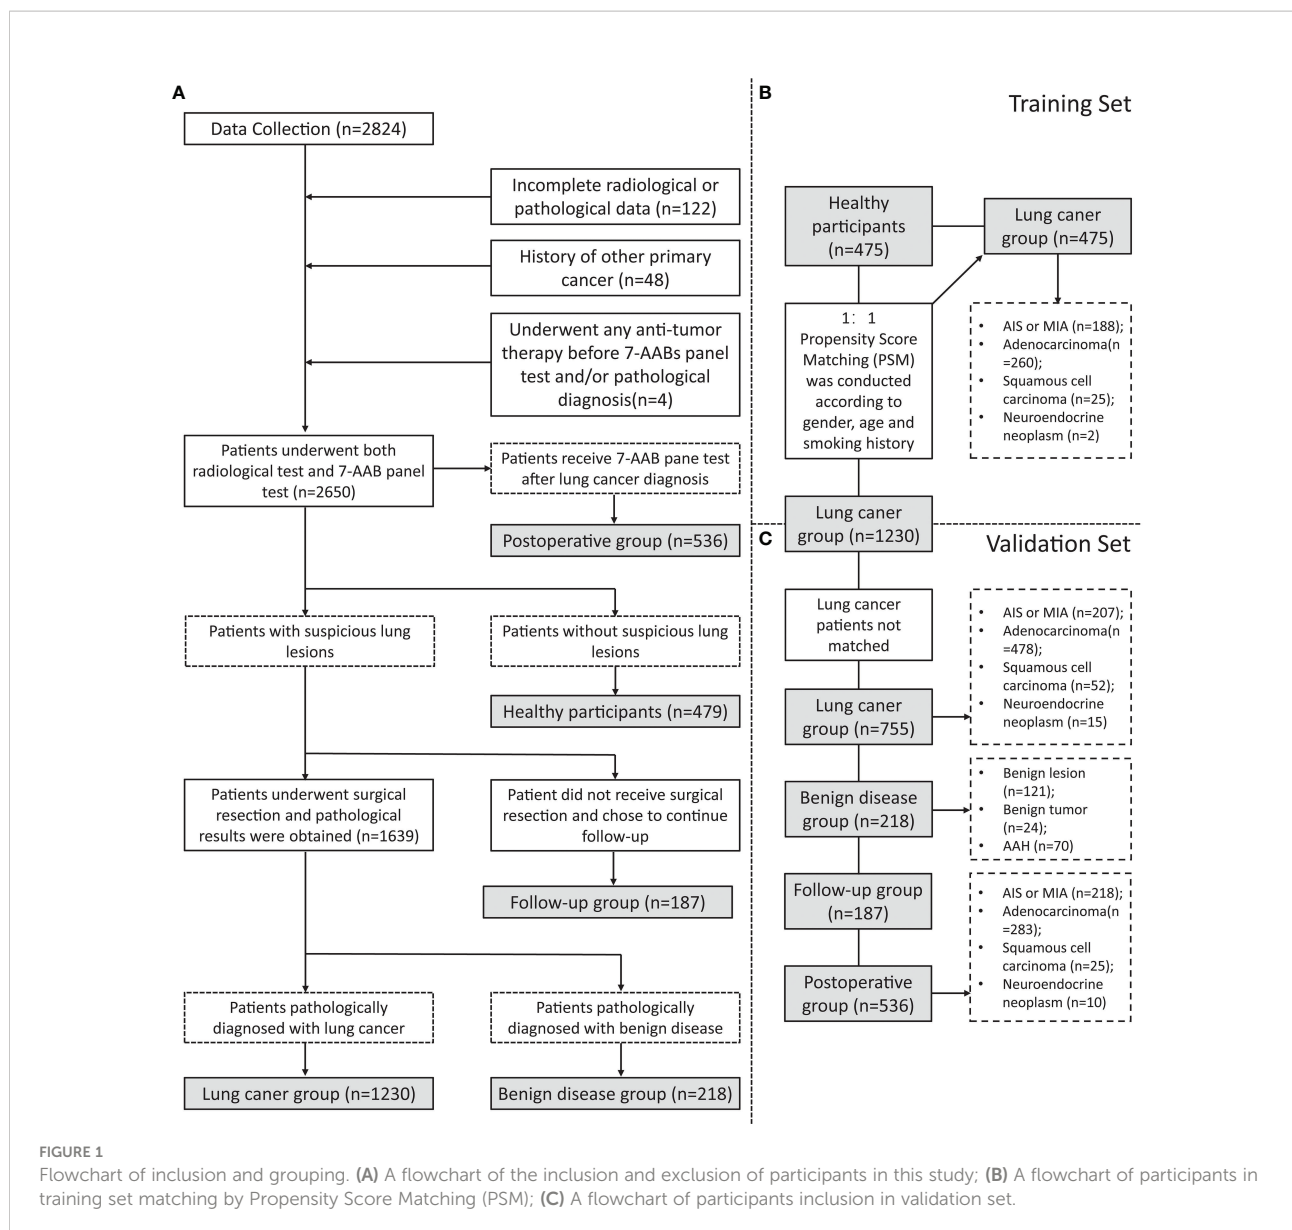 A
Data Collection (n=2824)
Incomplete radiological or
pathological data (n=122)
History of other primary
cancer (n=48)
Underwent any anti-tumor
therapy before 7-AABs panel
test and/or pathological
diagnosis(n=4)
Patients underwent both
radiological test and 7-AAB panel
test (n=2650)
Patients receive 7-AAB pane test
after lung cancer diagnosis
Postoperative group (n=536)
Patients with suspicious lung
lesions
Patients without suspicious lung
lesions
Healthy participants (n=479)
Patients underwent surgical
resection and pathological
results were obtained (n=1639)
Patient did not receive surgical
resection and chose to continue
follow-up
Follow-up group (n=187)
Patients pathologically
diagnosed with lung cancer
Patients pathologically
diagnosed with benign disease
Lung caner group (n=1230)
Benign disease group (n=218)
B
Training Set
Healthy
participants
(n=475)
Lung caner
group (n=475)
1: 1
Propensity Score
Matching (PSM)
was conducted
according to
gender, age and
smoking history
• AIS or MIA (n=188);
• Adenocarcinoma(n
=260);
• Squamous cell
carcinoma (n=25);
• Neuroendocrine
neoplasm (n=2)
Lung caner
group (n=1230)
C
Validation Set
Lung cancer
patients not
matched
Lung caner
group (n=755)
• AIS or MIA (n=207);
• Adenocarcinoma(n
=478);
• Squamous cell
carcinoma (n=52);
• Neuroendocrine
neoplasm (n=15)
Benign disease
group (n=218)
• Benign lesion
(n=121);
• Benign tumor
(n=24);
• AAH (n=70)
Follow-up group
(n=187)
Postoperative
group (n=536)
• AIS or MIA (n=218);
• Adenocarcinoma(n
=283);
• Squamous cell
carcinoma (n=25);
• Neuroendocrine
neoplasm (n=10)
FIGURE 1
Flowchart of inclusion and grouping. (A) A flowchart of the inclusion and exclusion of participants in this study; (B) A flowchart of participants in
training set matching by Propensity Score Matching (PSM); (C) A flowchart of participants inclusion in validation set.